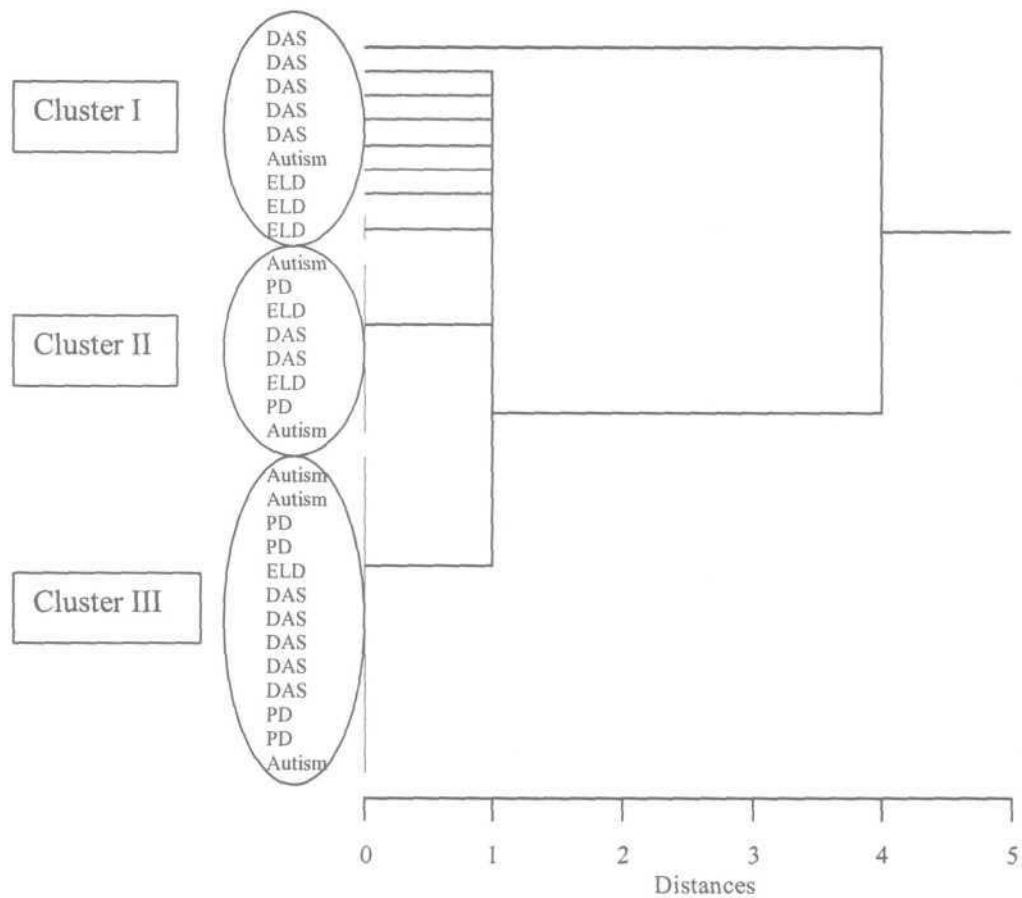 Cluster I
DAS
DAS
DAS
DAS
DAS
Autism
ELD
ELD
ELD
Cluster II
Autism
PD
ELD
DAS
DAS
ELD
PD
Autism
Cluster III
Autism
Autism
PD
PD
ELD
DAS
DAS
DAS
DAS
DAS
PD
PD
Autism
0 1 2 3 4 5
Distances